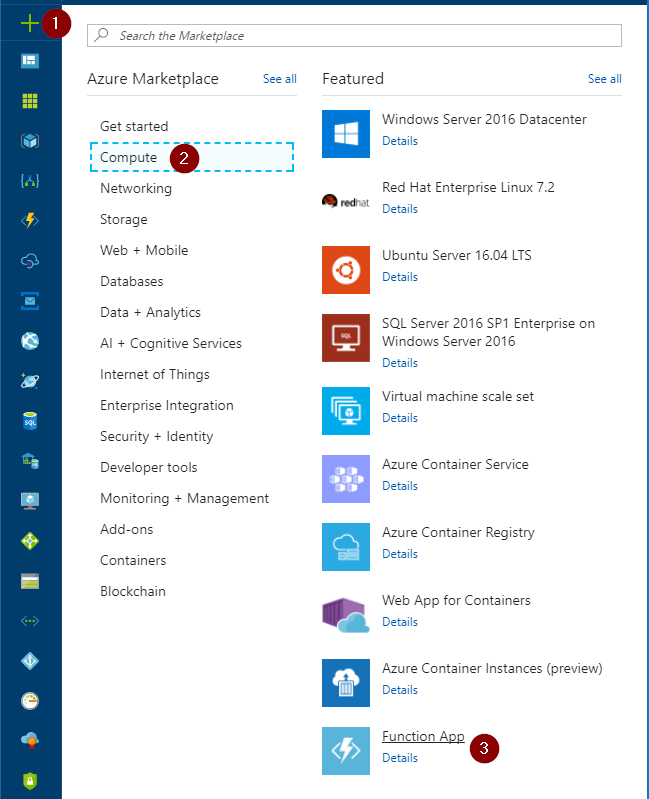 1
Search the Marketplace
Azure Marketplace
See all
Get started
Compute
2
Networking
Storage
Web + Mobile
Databases
Data + Analytics
AI + Cognitive Services
Internet of Things
Enterprise Integration
Security + Identity
Developer tools
Monitoring + Management
Add-ons
Containers
Blockchain
Featured
See all
Windows Server 2016 Datacenter
Details
redhat
Red Hat Enterprise Linux 7.2
Details
Ubuntu Server 16.04 LTS
Details
SQL
SQL Server 2016 SP1 Enterprise on
Windows Server 2016
Details
Virtual machine scale set
Details
Azure Container Service
Details
Azure Container Registry
Details
Web App for Containers
Details
Azure Container Instances (preview)
Details
Function App
3
Details
SQL